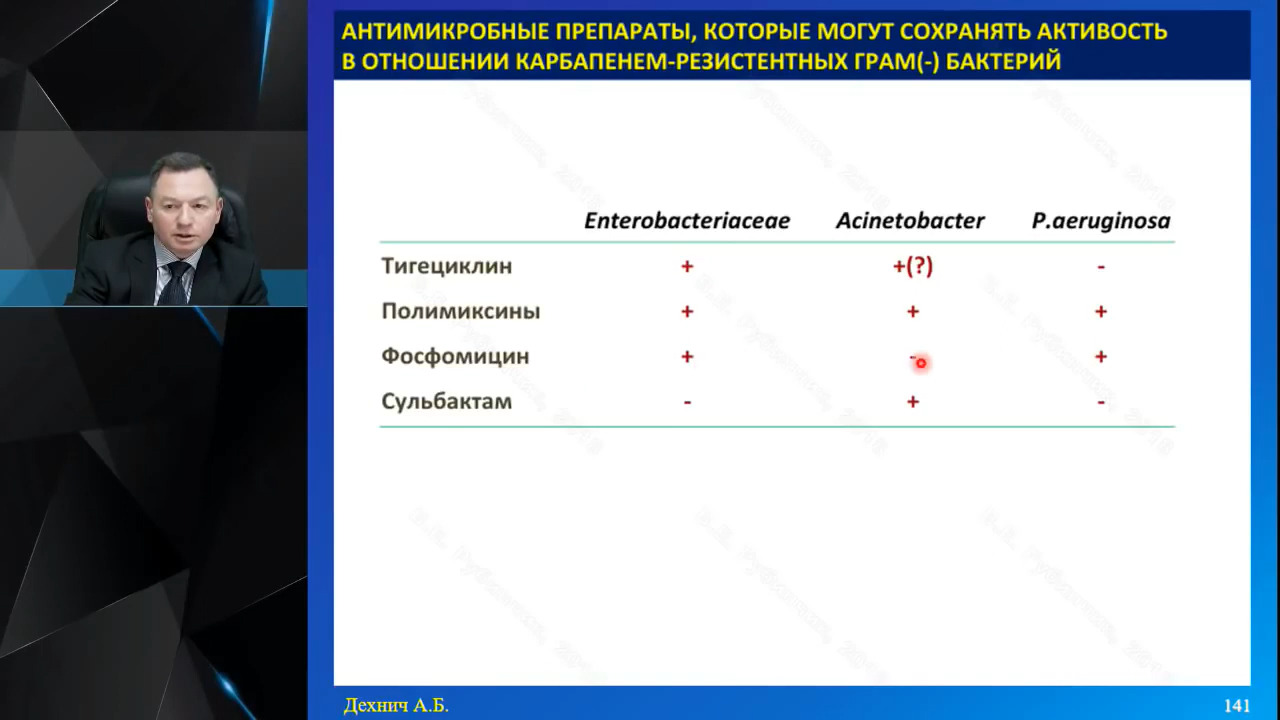 АНТИМИКРОБНЫЕ ПРЕПАРАТЫ, КОТОРЫЕ МОГУТ СОХРАНЯТЬ АКТИВОСТЬ
В ОТНОШЕНИИ КАРБАПЕНЕМ-РЕЗИСТЕНТНЫХ ГРАМ(-) БАКТЕРИЙ
Enterobacteriaceae Acinetobacter P.aeruginosa
Тигециклин + +(?) -
Полимиксины + + +
Фосфомицин + - +
Сульбактам - + -
Дехнич А.Б. 141